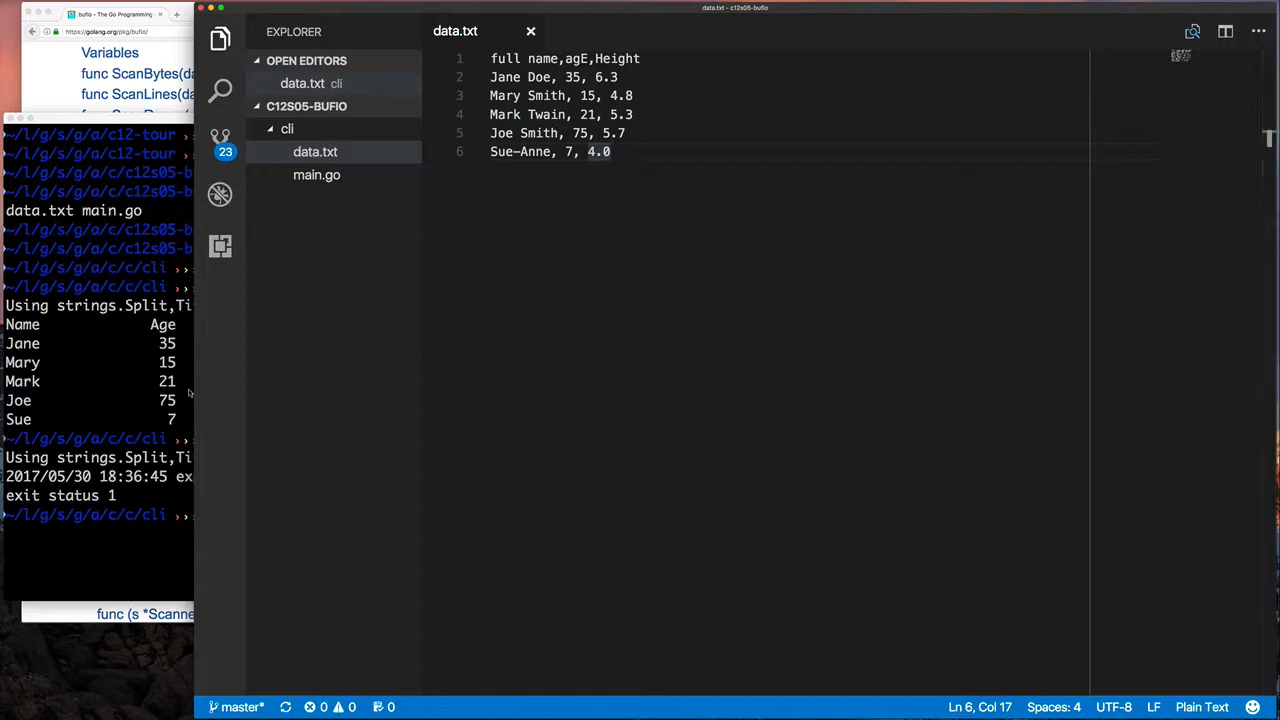 data.txt - c12s05-bufio
bufio - The Go Programming
https://golang.org/pkg/bufio/
Variables
func ScanBytes(da
func ScanLines(da
~/l/g/s/g/a/c12-tour
~/l/g/s/g/a/c12-tour
~/l/g/s/g/a/c/c12s05-b
~/l/g/s/g/a/c/c12s05-b
data.txt main.go
~/l/g/s/g/a/c/c12s05-b
~/l/g/s/g/a/c/c12s05-b
~/l/g/s/g/a/c/c/cli
~/l/g/s/g/a/c/c/cli
Using strings.Split,Ti
Name Age
Jane 35
Mary 15
Mark 21
Joe 75
Sue 7
~/l/g/s/g/a/c/c/cli
Using strings.Split,Ti
2017/05/30 18:36:45 ex
exit status 1
~/l/g/s/g/a/c/c/cli
func (s *Scanne
23
EXPLORER
OPEN EDITORS
data.txt cli
C12S05-BUFIO
cli
data.txt
main.go
data.txt
1 full name,agE,Height
2 Jane Doe, 35, 6.3
3 Mary Smith, 15, 4.8
4 Mark Twain, 21, 5.3
5 Joe Smith, 75, 5.7
6 Sue-Anne, 7, 4.0
master* 0 0 0 Ln 6, Col 17 Spaces: 4 UTF-8 LF Plain Text